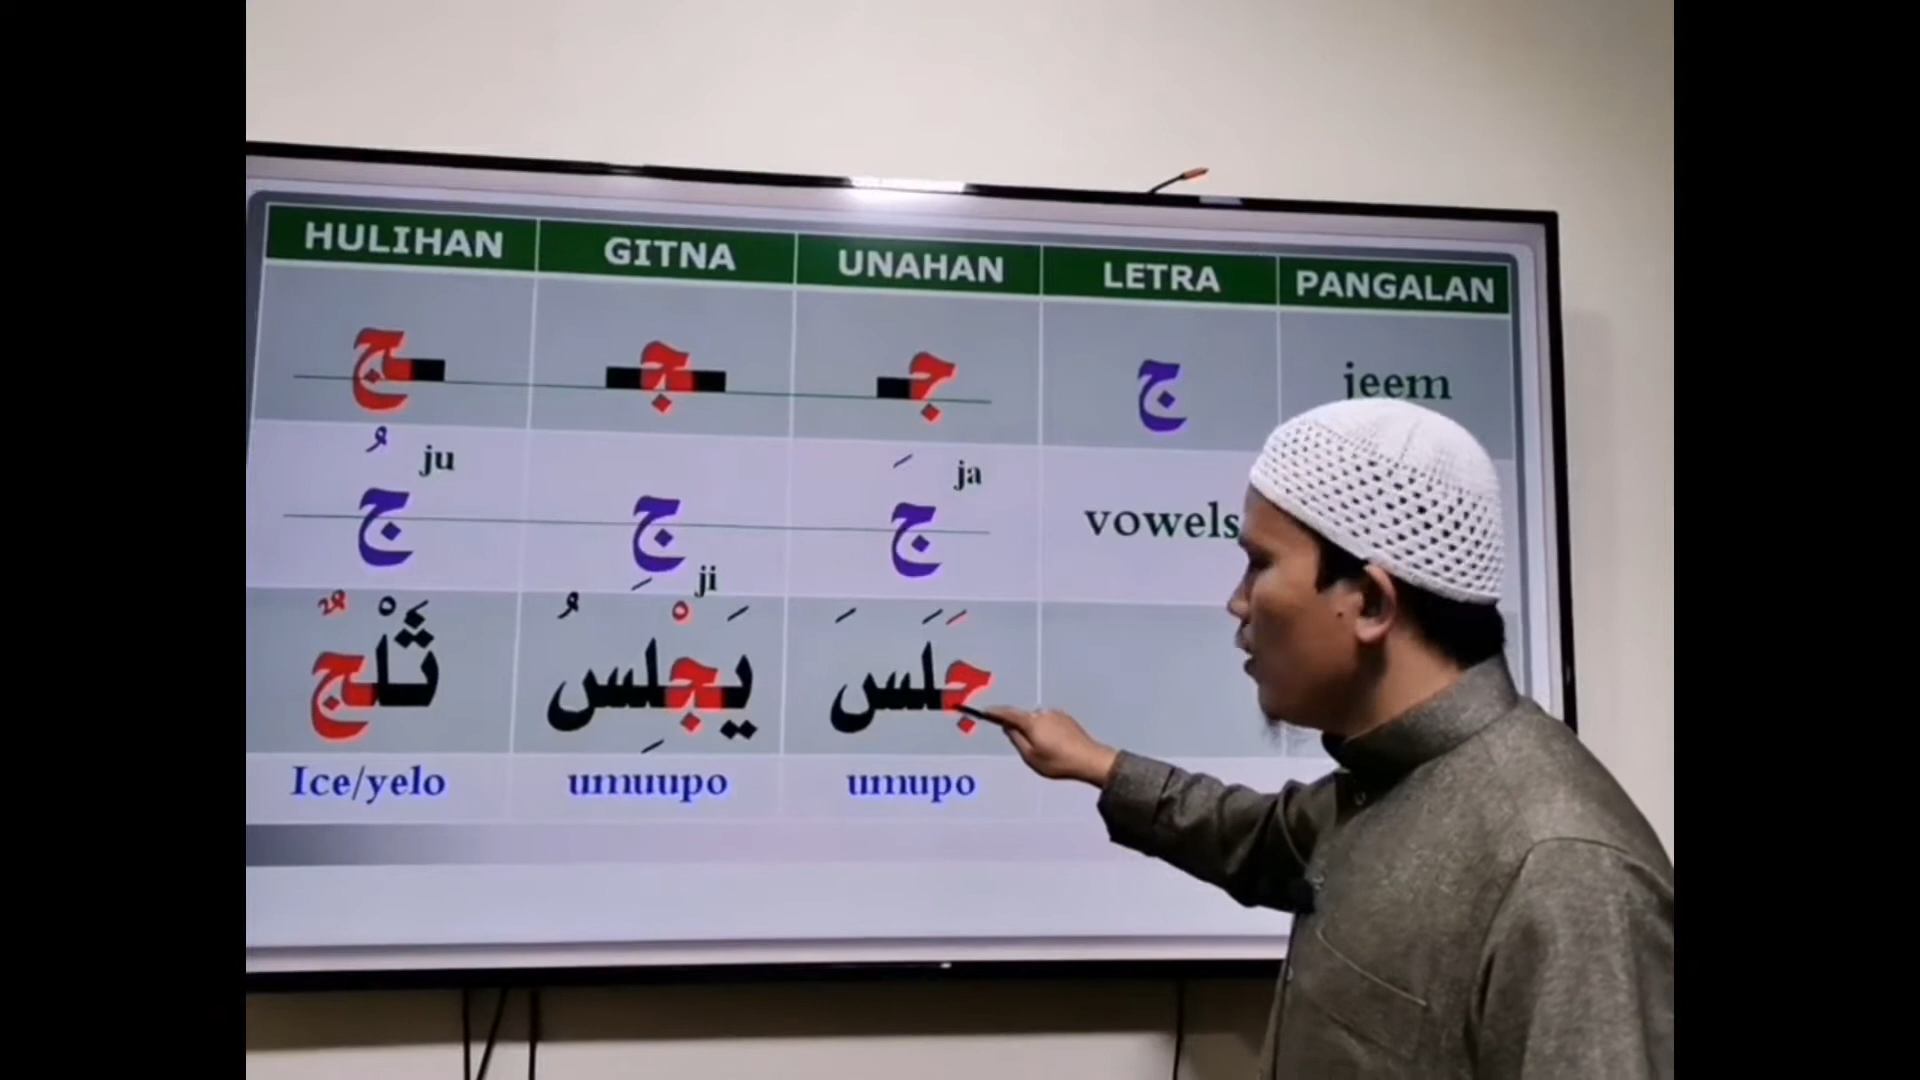 HULIHAN GITNA UNAHAN LETRA PANGALAN
ـج ـجـ جـ ج jeem
جُ ju جِ ji جَ ja vowels
ثَلْجٌ يَجْلِسُ جَلَسَ
Ice/yelo umuupo umupo